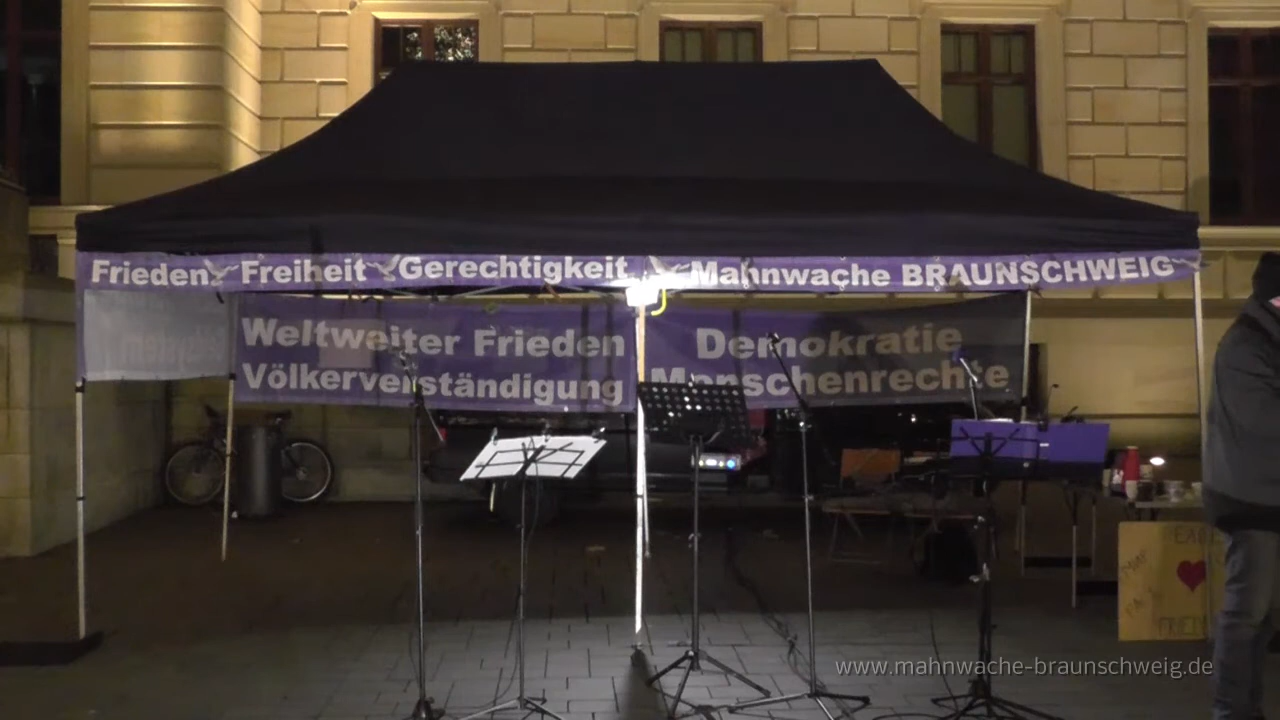 Frieden Freiheit Gerechtigkeit Mahnwache BRAUNSCHWEIG
Weltweiter Frieden
Völkerverständigung
Demokratie
Menschenrechte
www.mahnwache-braunschweig.de